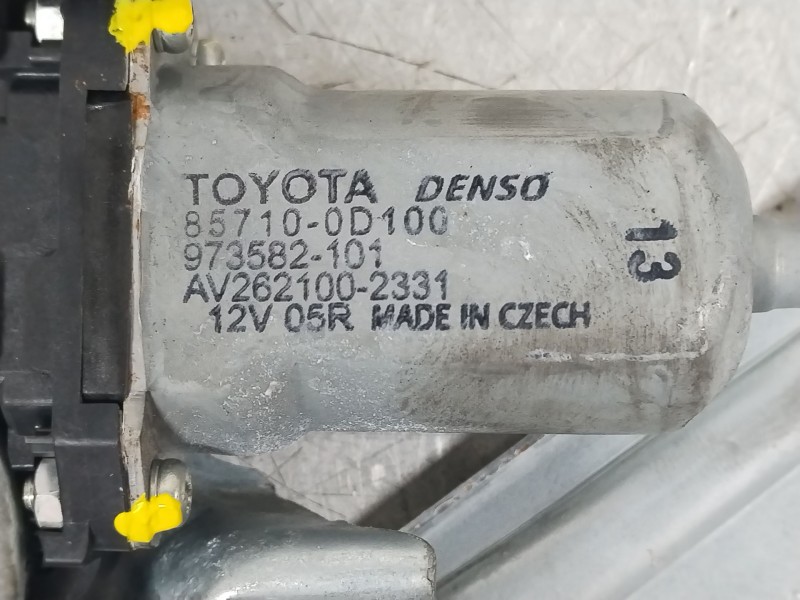 TOYOTA DENSO
85710-0D100
973582-101
AV262100-2331
12V 05R MADE IN CZECH
13